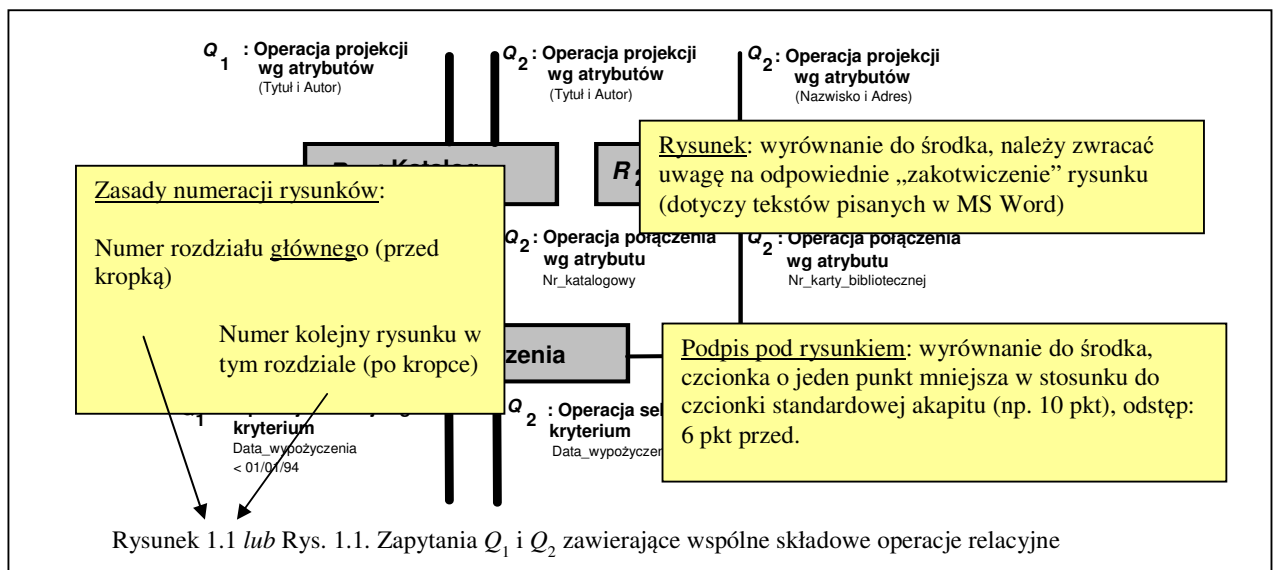 Q1 : Operacja projekcji
wg atrybutów
(Tytuł i Autor)
Q2 : Operacja projekcji
wg atrybutów
(Tytuł i Autor)
Q2 : Operacja projekcji
wg atrybutów
(Nazwisko i Adres)
R2
Rysunek: wyrównanie do środka, należy zwracać
uwagę na odpowiednie „zakotwiczenie” rysunku
(dotyczy tekstów pisanych w MS Word)
Zasady numeracji rysunków:
Numer rozdziału głównego (przed
kropką)
Numer kolejny rysunku w
tym rozdziale (po kropce)
Q2 : Operacja połączenia
wg atrybutu
Nr_katalogowy
Q2 : Operacja połączenia
wg atrybutu
Nr_karty_bibliotecznej
zenia
Podpis pod rysunkiem: wyrównanie do środka,
czcionka o jeden punkt mniejsza w stosunku do
czcionki standardowej akapitu (np. 10 pkt), odstęp:
6 pkt przed.
kryterium
Data_wypożyczenia
< 01/01/94
Q2 : Operacja sel
kryterium
Data_wypożyczen
Rysunek 1.1 lub Rys. 1.1. Zapytania Q1 i Q2 zawierające wspólne składowe operacje relacyjne